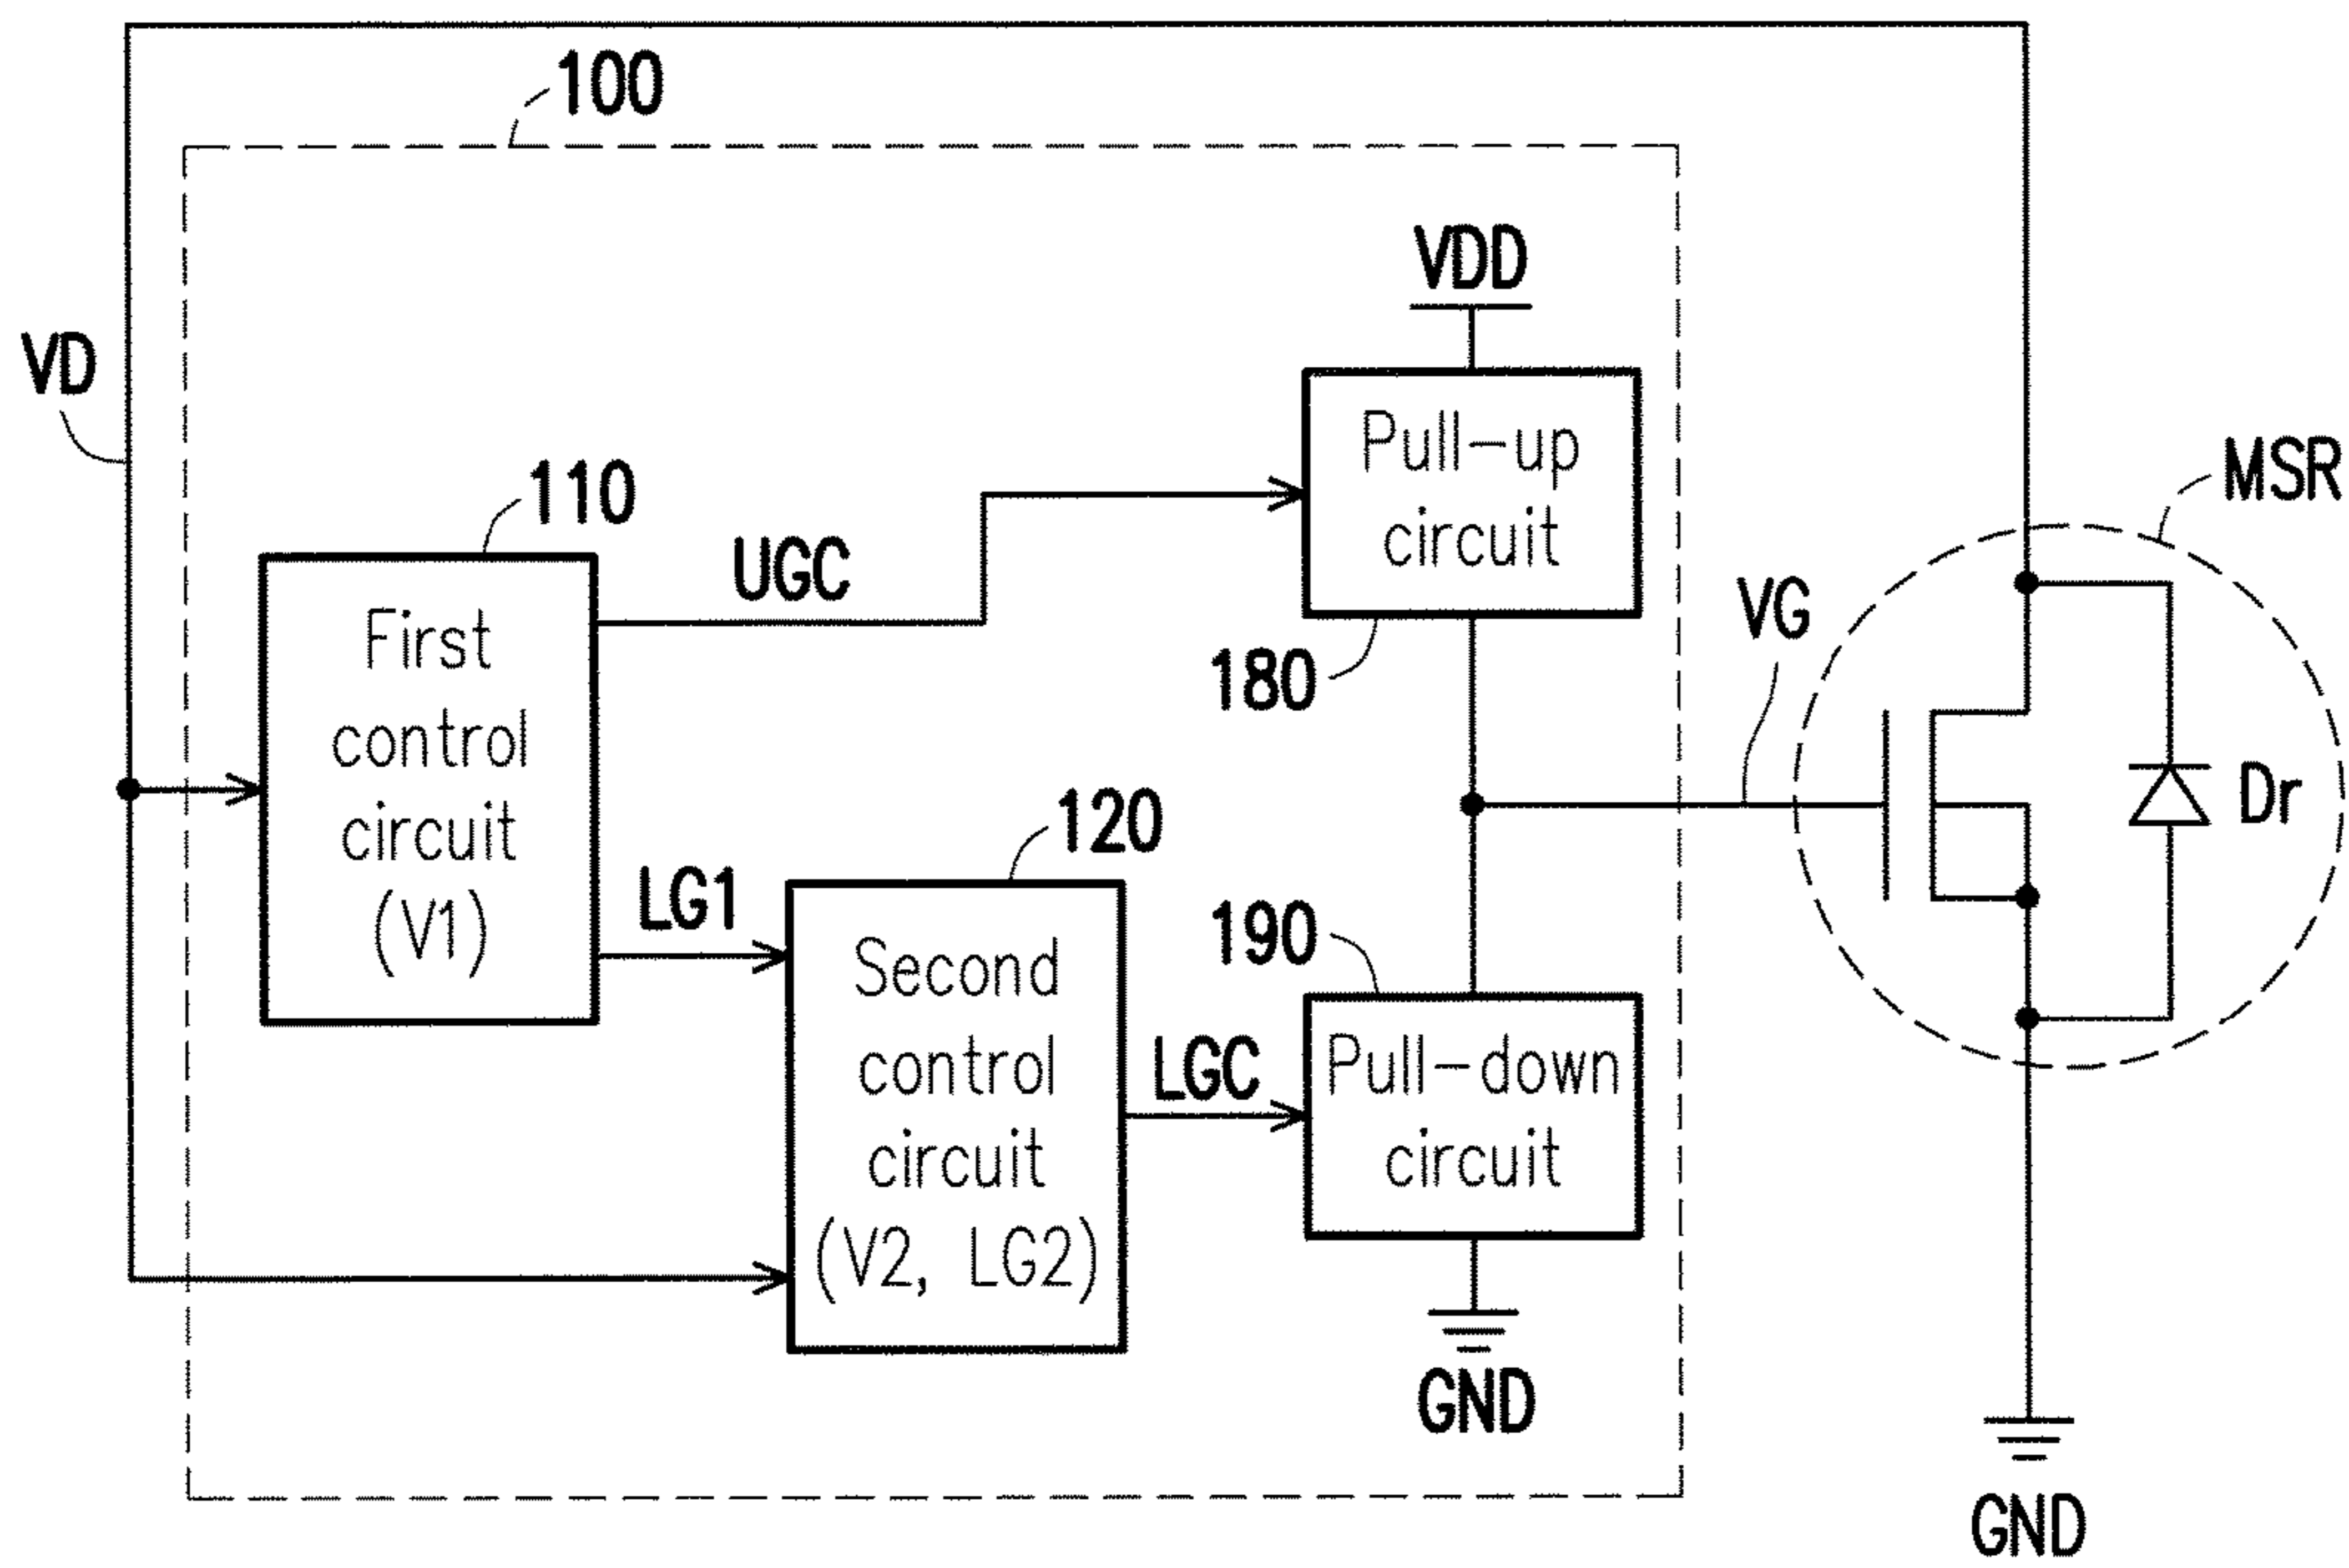 100
VDD
VD
Pull-up
circuit
MSR
110
UGC
First
control
circuit
(V1)
VG
180
120
Dr
LG1
190
Second
control
circuit
(V2, LG2)
LGC
Pull-down
circuit
GND
GND